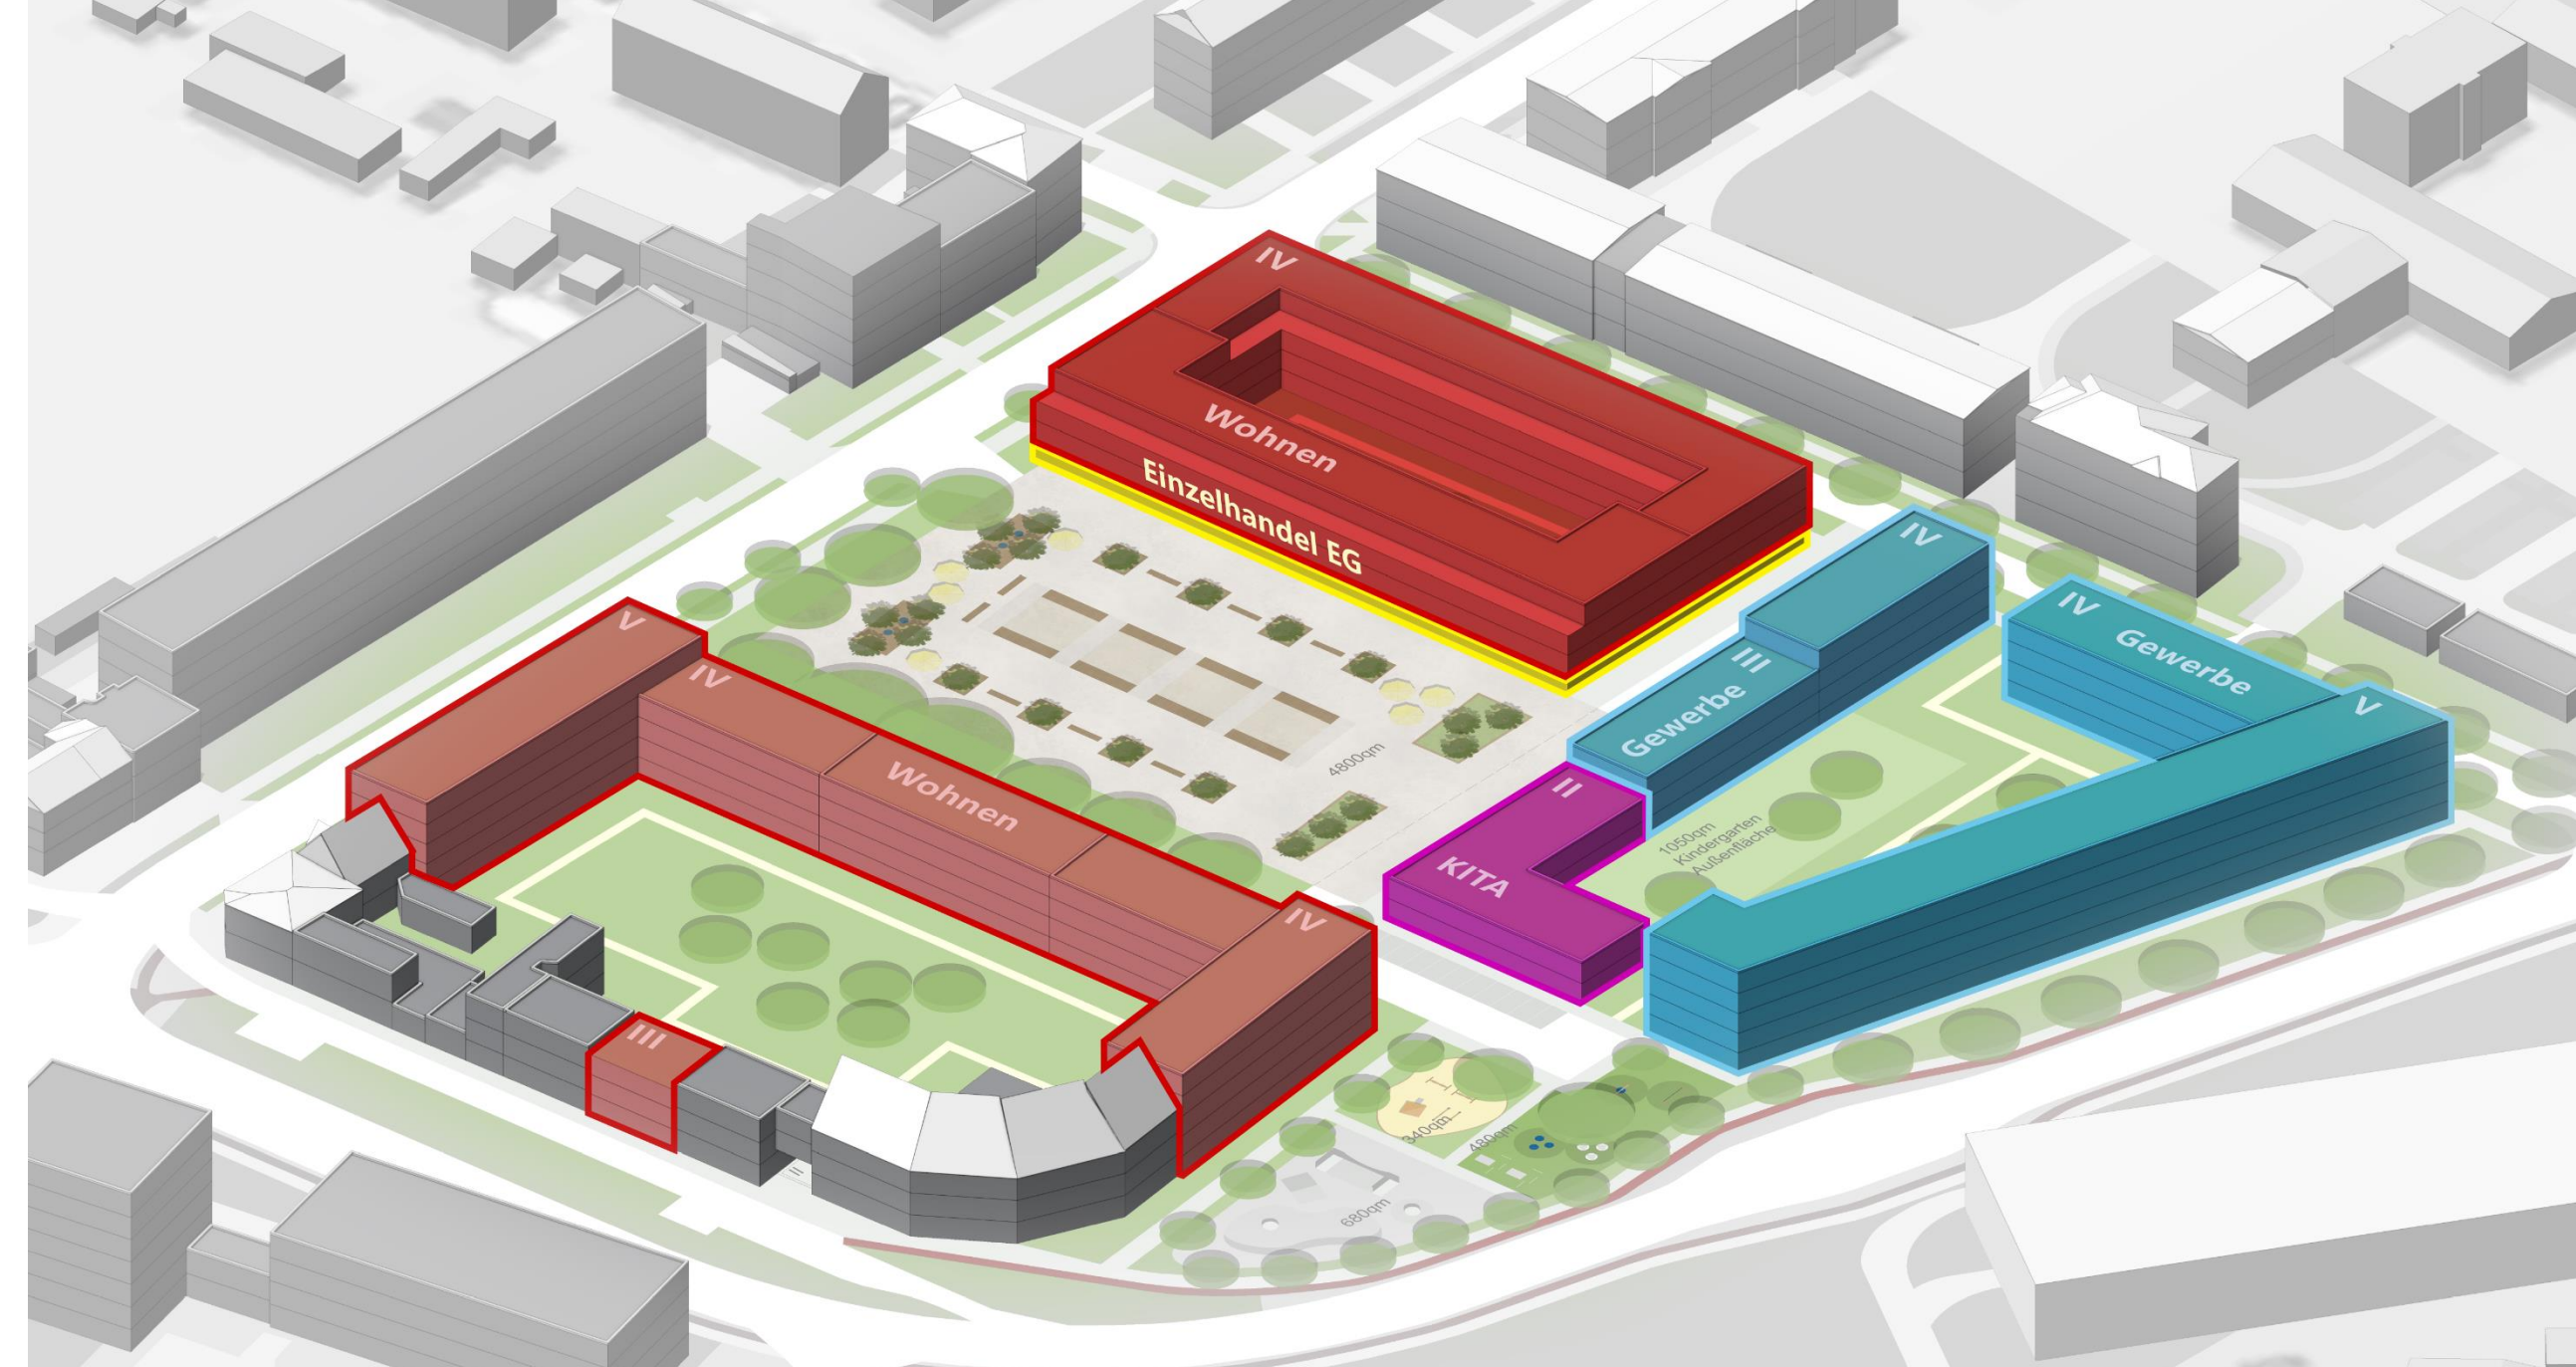 IV
Wohnen
Einzelhandel EG
IV
III
Gewerbe
IV
Gewerbe
V
V
IV
Wohnen
IV
III
4800qm
II
KITA
1050qm
Kindergarten
Außenfläche
340qm
480qm
680qm